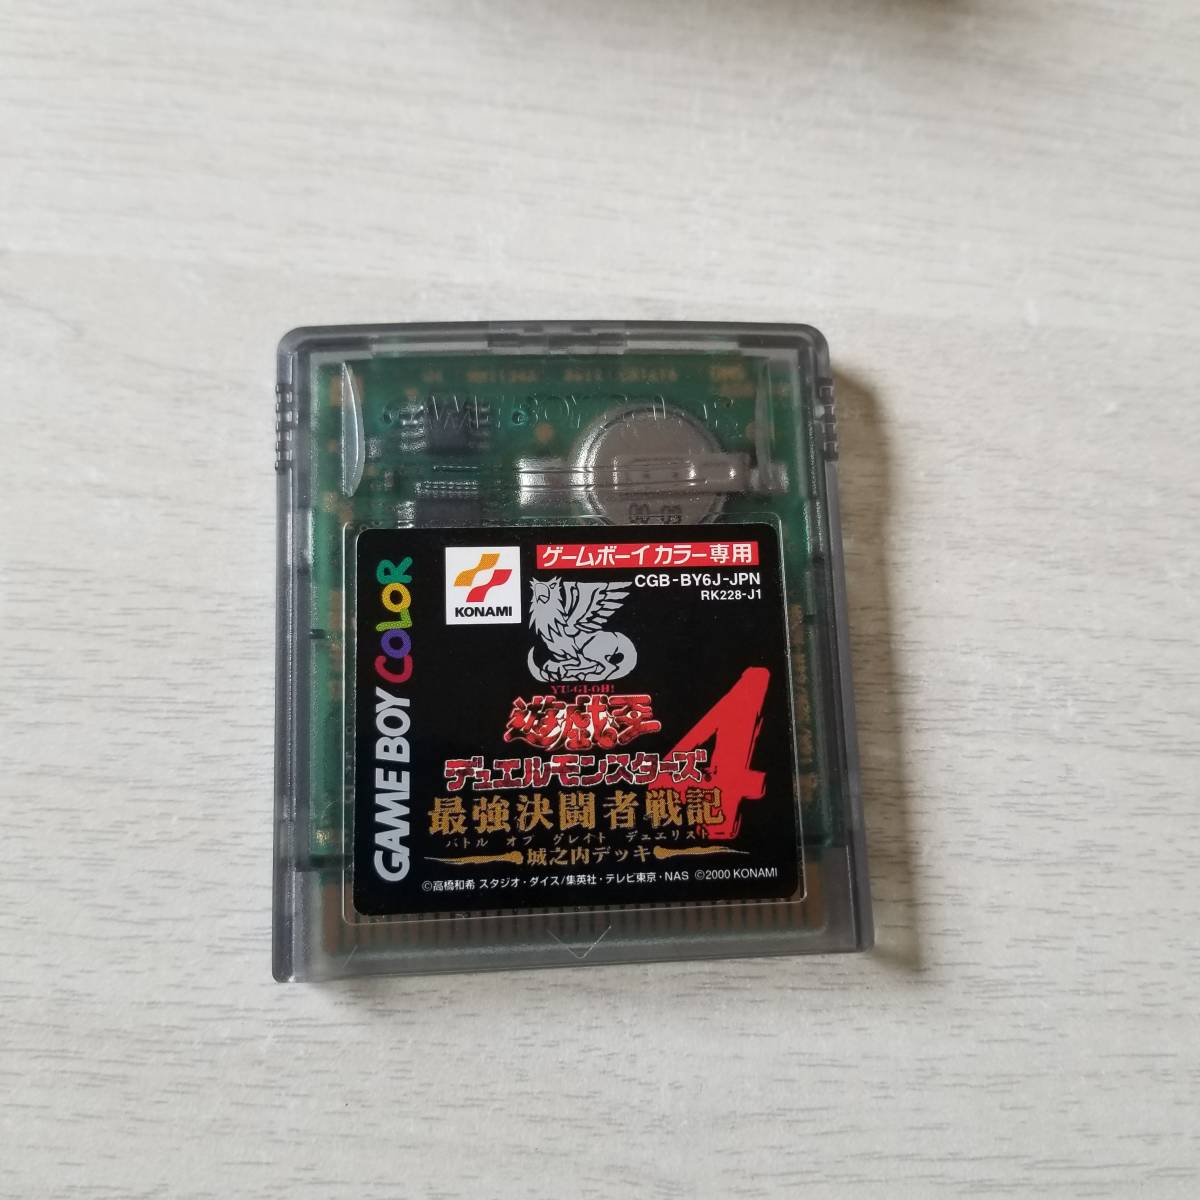 GAME BOY COLOR
GAME BOY COLOR
KONAMI
ゲームボーイカラー専用
CGB-BY6J-JPN
RK228-J1
YU-GI-OH!
遊戯王
デュエルモンスターズ4
最強決闘者戦記
バトル オブ グレイト デュエリスト
城之内デッキ
©高橋和希 スタジオ・ダイス/集英社・テレビ東京・NAS ©2000 KONAMI